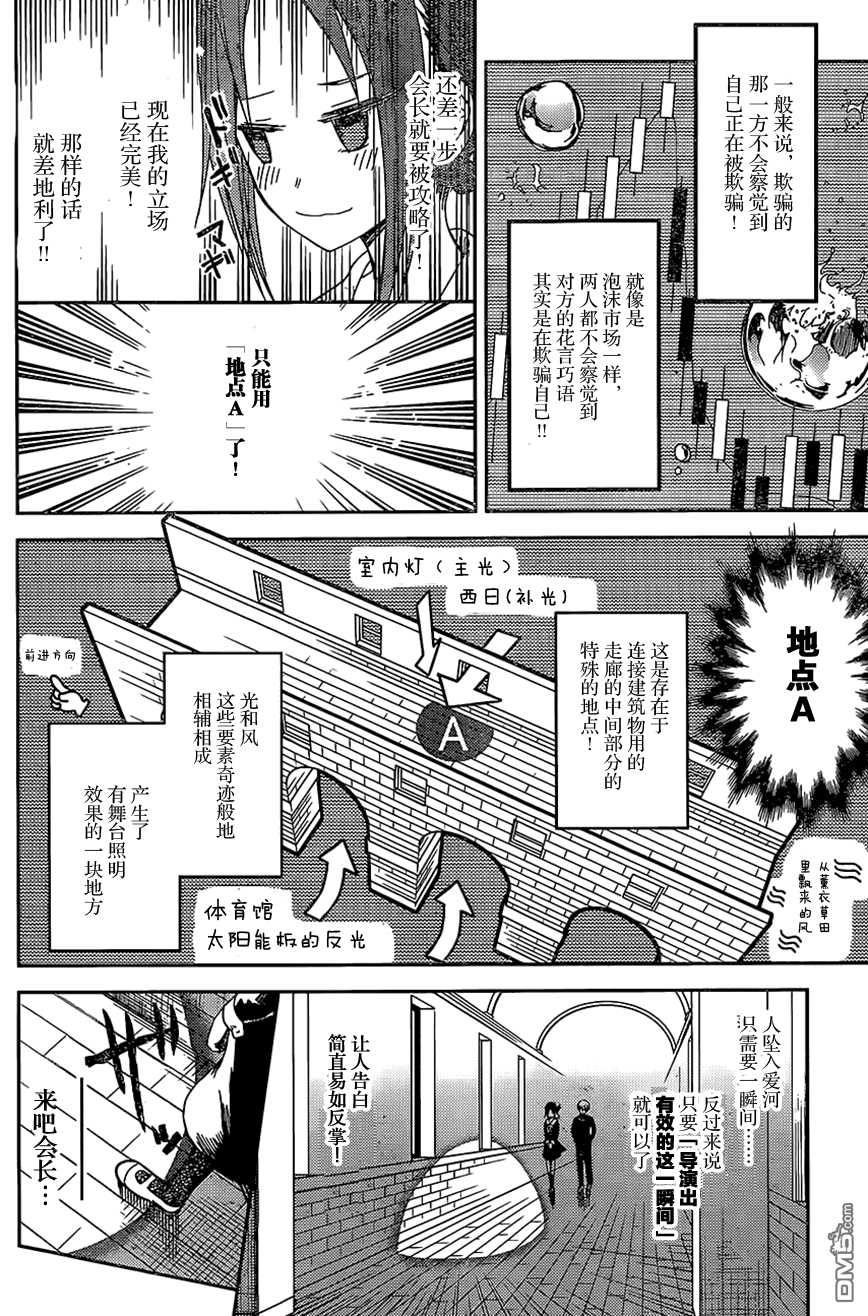 一般来说，欺骗的
那一方不会察觉到
自己正在被欺骗！
就像是
泡沫市场一样，
两人都不会察觉到
对方的花言巧语
其实是在欺骗自己!!
还差一步
会长就要被攻略了！
ドギ
マギ
现在我的立场
已经完美！
那样的话
就差地利了!!
只能用
「地点A」了！
地点A
这是存在于
连接建筑物用的
走廊的中间部分的
特殊的地点！
室内灯（主光）
西日（补光）
A
前进方向
光和风
这些要素奇迹般地
相辅相成
产生了
有舞台照明
效果的一块地方
体育馆
太阳能板的反光
从薰衣草田
里飘来的风
人坠入爱河
只需要一瞬间……
反过来说
只要「导演出
有效的这一瞬间」
就可以了
让人告白
简直易如反掌！
来吧会长…
DM5.com